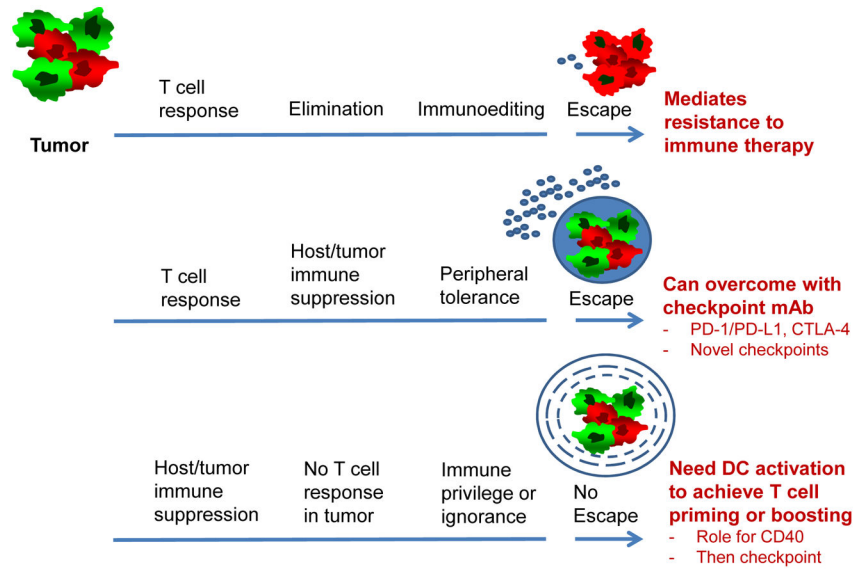 Tumor
T cell
response
Elimination
Immunoediting
Escape
Mediates
resistance to
immune therapy
T cell
response
Host/tumor
immune
suppression
Peripheral
tolerance
Escape
Can overcome with
checkpoint mAb
- PD-1/PD-L1, CTLA-4
- Novel checkpoints
Host/tumor
immune
suppression
No T cell
response
in tumor
Immune
privilege or
ignorance
No
Escape
Need DC activation
to achieve T cell
priming or boosting
- Role for CD40
- Then checkpoint